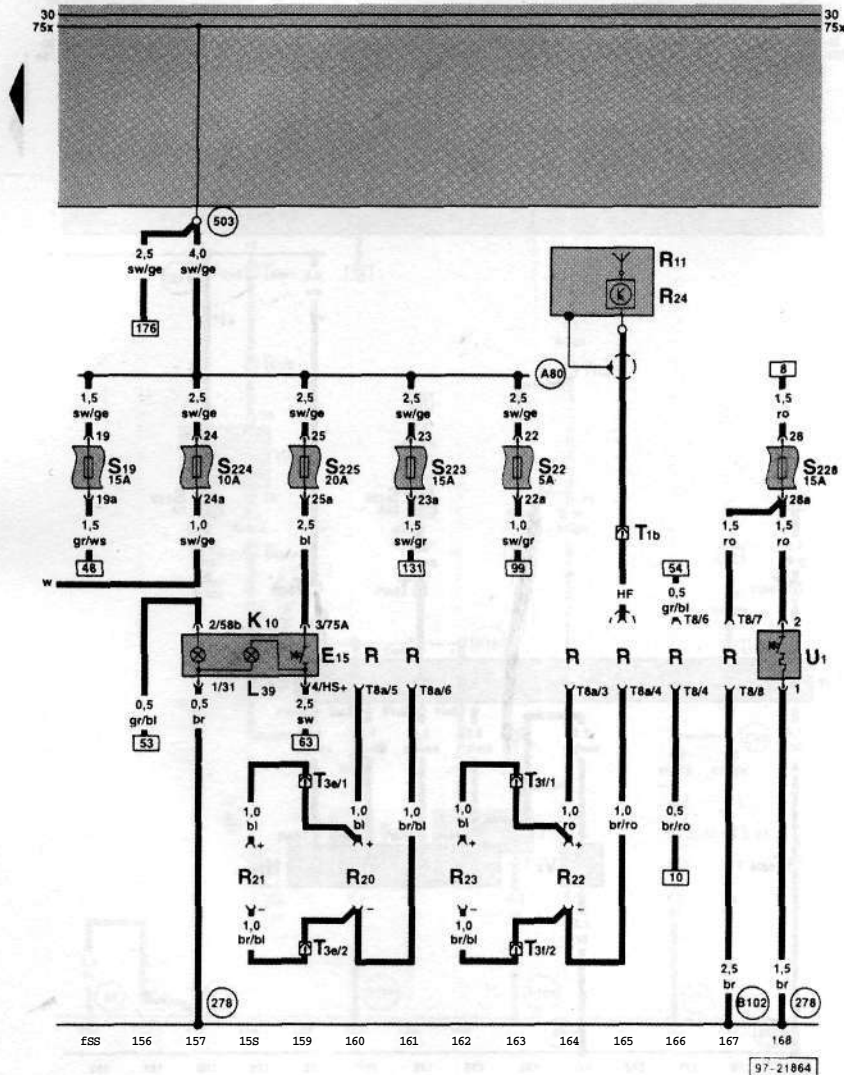 30 30
75x 75x
503
2,5 4,0
sw/ge sw/ge
R11
R24
176
A80
8
1,5 2,5 2,5 2,5 2,5 1,5
sw/ge sw/ge sw/ge sw/ge sw/ge ro
19 24 25 23 22 28
S19 S224 S225 S223 S22 S228
15A 10A 20A 15A 5A 15A
19a 24a 25a 23a 22a 28a
1,5 1,0 2,5 1,5 1,0 1,5 1,5
gr/ws sw/ge bl sw/gr sw/gr ro ro
T1b
48 131 99 54
w
HF 0,5
gr/bl
2/58b K10 3/75A T8/6 T8/7 2
E15 R R R R R R U1
1/31 L39 4/HS+ T8a/5 T8a/6 T8a/3 T8a/4 T8/4 T8/8 1
0,5 0,5 2,5
gr/bl br sw
53 63
T3e/1 T3f/1
1,0 1,0 1,0 1,0 1,0 1,0 0,5
bl bl br/bl bl ro br/ro br/ro
+ + + +
R21 R20 R23 R22 10
- - - -
1,0 1,0
br/bl br/bl
T3e/2 T3f/2
2,5 1,5
br br
278 B102 278
fSS 156 157 15S 159 160 161 162 163 164 165 166 167 168
97-21864